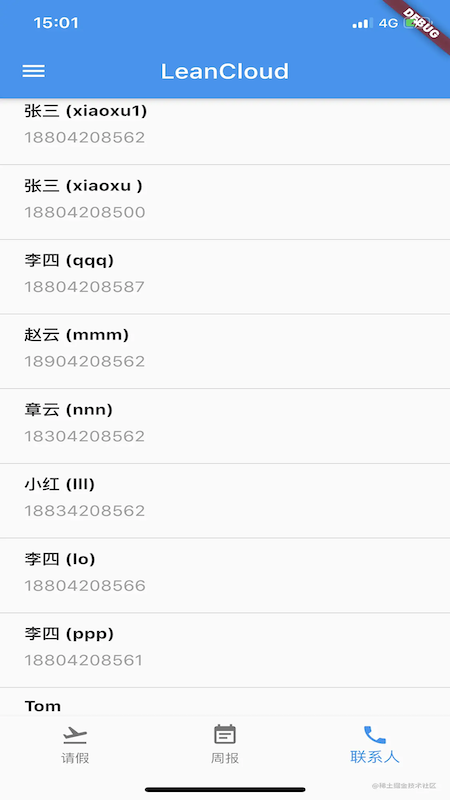 15:01
4G
DEBUG
LeanCloud
张三 (xiaoxu1)
18804208562
张三 (xiaoxu )
18804208500
李四 (qqq)
18804208587
赵云 (mmm)
18904208562
章云 (nnn)
18304208562
小红 (lll)
18834208562
李四 (lo)
18804208566
李四 (ppp)
18804208561
Tom
请假
周报
联系人
@稀土掘金技术社区